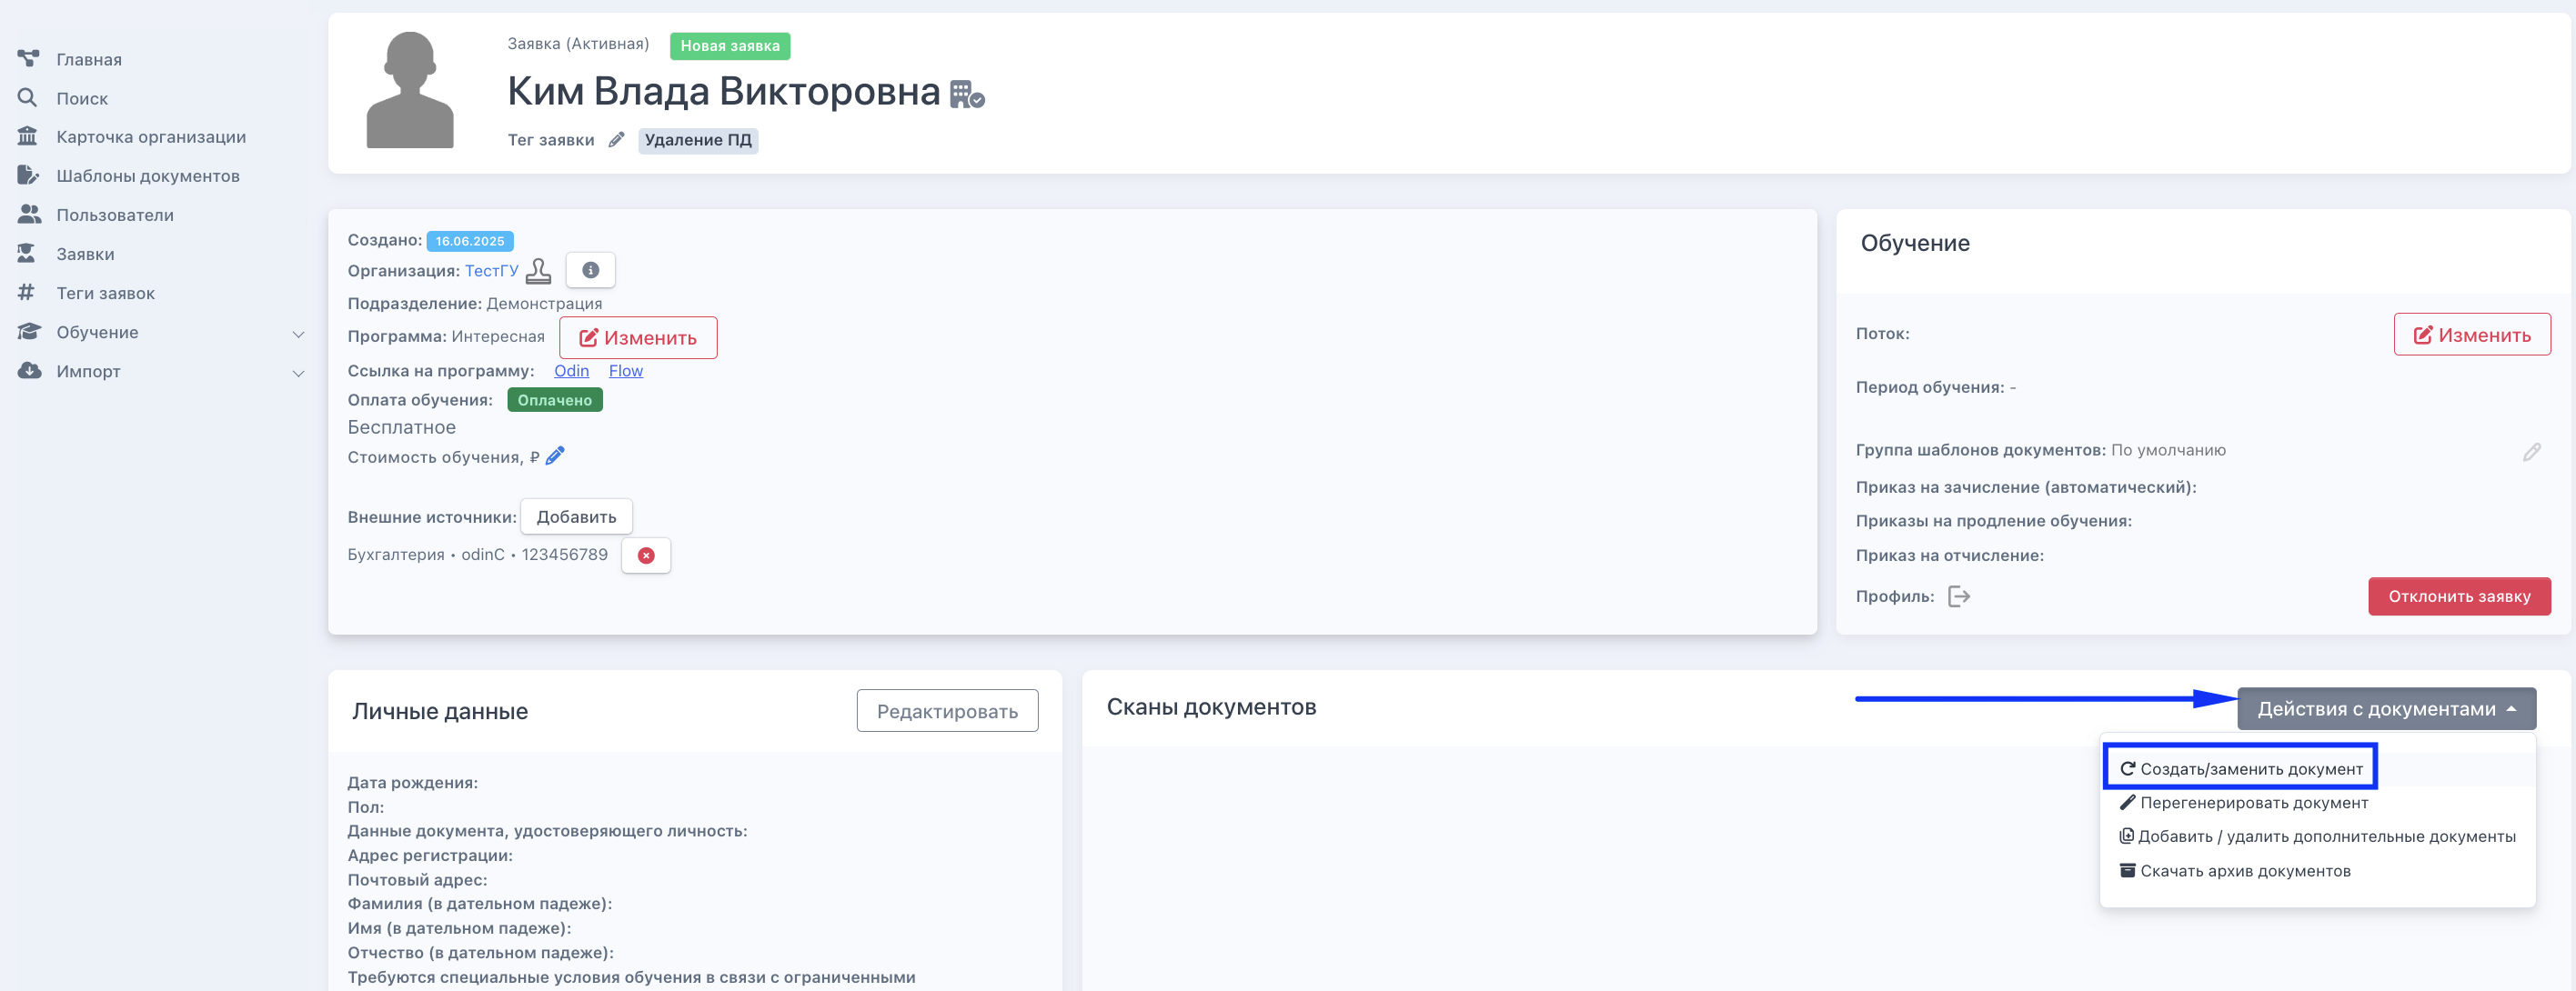 Главная
Поиск
Карточка организации
Шаблоны документов
Пользователи
Заявки
Теги заявок
Обучение
Импорт
Заявка (Активная) Новая заявка
Ким Влада Викторовна
Тег заявки Удаление ПД
Создано: 16.06.2025
Организация: ТестГУ
Подразделение: Демонстрация
Программа: Интересная Изменить
Ссылка на программу: Odin Flow
Оплата обучения: Оплачено
Бесплатное
Стоимость обучения, ₽
Внешние источники: Добавить
Бухгалтерия • odinC • 123456789
Обучение
Поток: Изменить
Период обучения: -
Группа шаблонов документов: По умолчанию
Приказ на зачисление (автоматический):
Приказы на продление обучения:
Приказ на отчисление:
Профиль: Отклонить заявку
Личные данные Редактировать
Дата рождения:
Пол:
Данные документа, удостоверяющего личность:
Адрес регистрации:
Почтовый адрес:
Фамилия (в дательном падеже):
Имя (в дательном падеже):
Отчество (в дательном падеже):
Требуются специальные условия обучения в связи с ограниченными
Сканы документов Действия с документами
Создать/заменить документ
Перегенерировать документ
Добавить / удалить дополнительные документы
Скачать архив документов